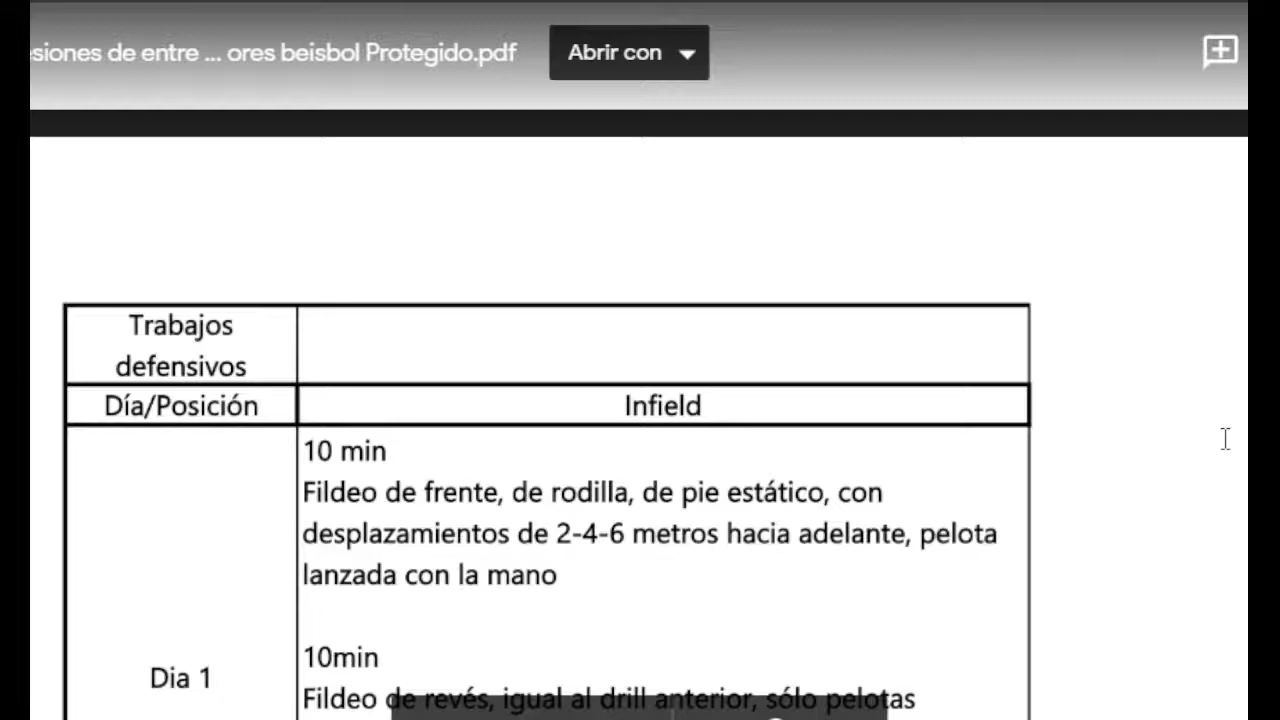 siones de entre ... ores beisbol Protegido.pdf
Abrir con
Trabajos
defensivos
Día/Posición
Infield
10 min
Fildeo de frente, de rodilla, de pie estático, con
desplazamientos de 2-4-6 metros hacia adelante, pelota
lanzada con la mano
Dia 1
10min
Fildeo de revés, igual al drill anterior, sólo pelotas